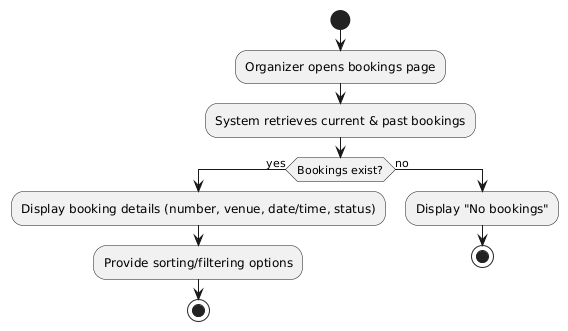 Organizer opens bookings page
System retrieves current & past bookings
yes
Bookings exist?
no
Display booking details (number, venue, date/time, status)
Display "No bookings"
Provide sorting/filtering options